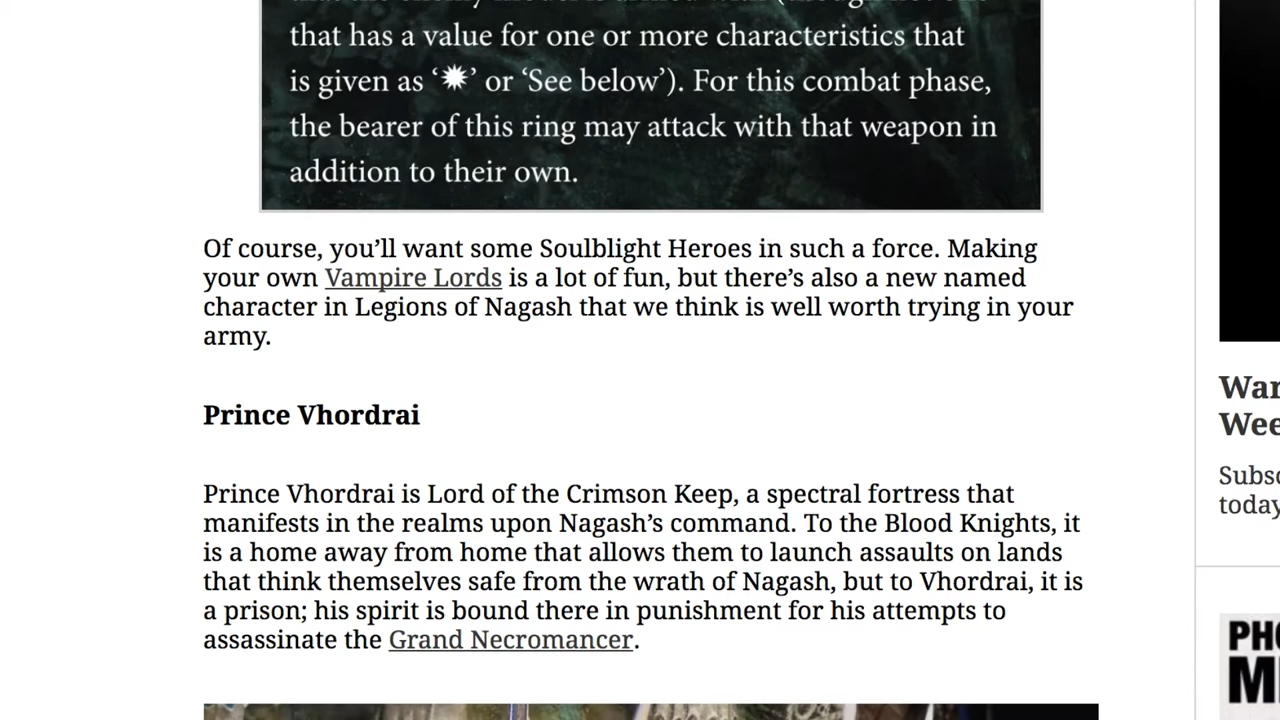 that has a value for one or more characteristics that
is given as ‘✹’ or ‘See below’). For this combat phase,
the bearer of this ring may attack with that weapon in
addition to their own.
Of course, you’ll want some Soulblight Heroes in such a force. Making
your own Vampire Lords is a lot of fun, but there’s also a new named
character in Legions of Nagash that we think is well worth trying in your
army.
Prince Vhordrai
Prince Vhordrai is Lord of the Crimson Keep, a spectral fortress that
manifests in the realms upon Nagash’s command. To the Blood Knights, it
is a home away from home that allows them to launch assaults on lands
that think themselves safe from the wrath of Nagash, but to Vhordrai, it is
a prison; his spirit is bound there in punishment for his attempts to
assassinate the Grand Necromancer.
War
Wee
Subsc
today
PHO
MI